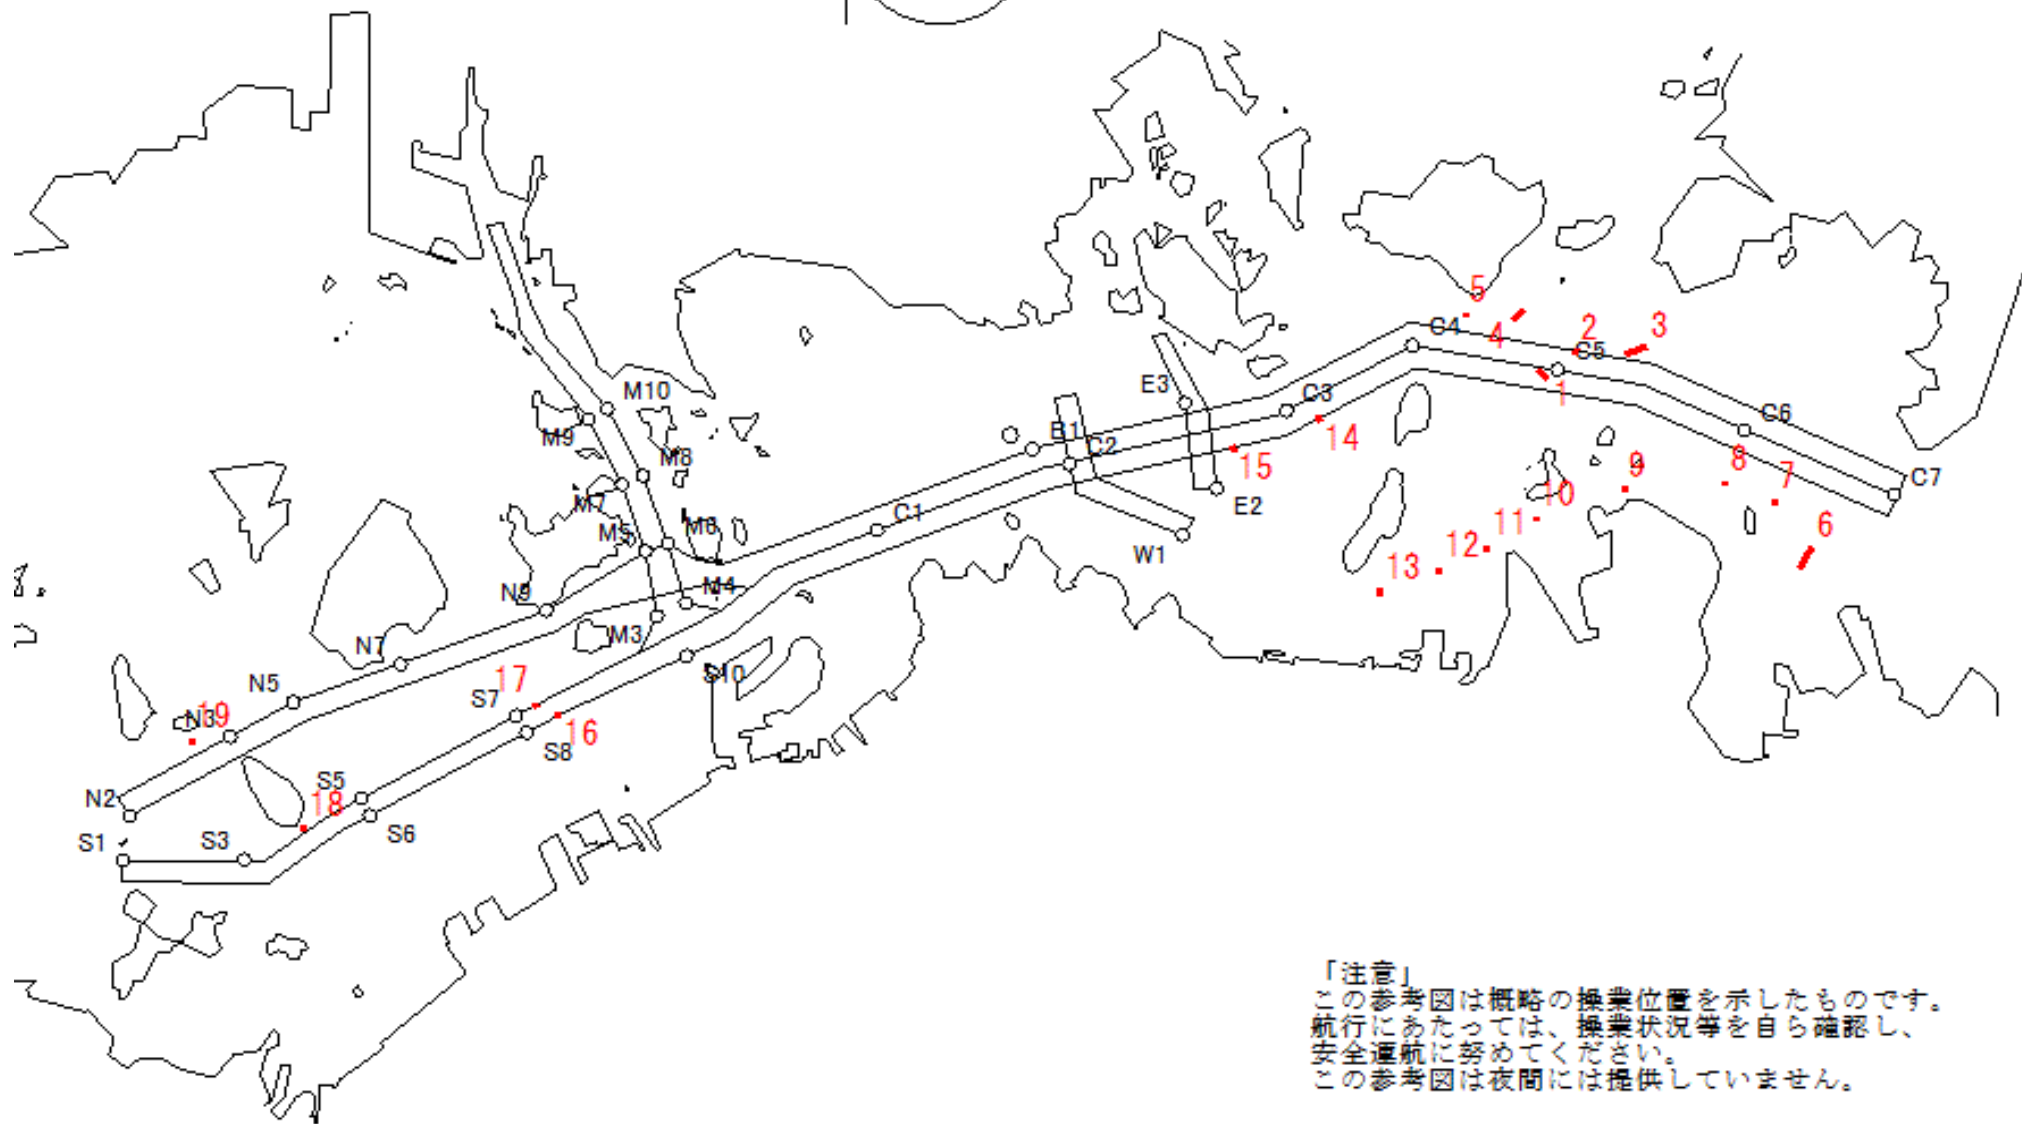 5
C4
4
2
C5
3
1
M10
E3
C3
C6
14
M9
B1
C2
M8
15
9
8
7
C7
M7
10
E2
M5
M6
C1
11
6
W1
12
13
N9
M4
M3
N7
S10
N5
17
S7
N3
19
16
S8
N2
S5
18
S1
S3
S6
「注意」
この参考図は概略の操業位置を示したものです。
航行にあたっては、操業状況等を自ら確認し、
安全運航に努めてください。
この参考図は夜間には提供していません。